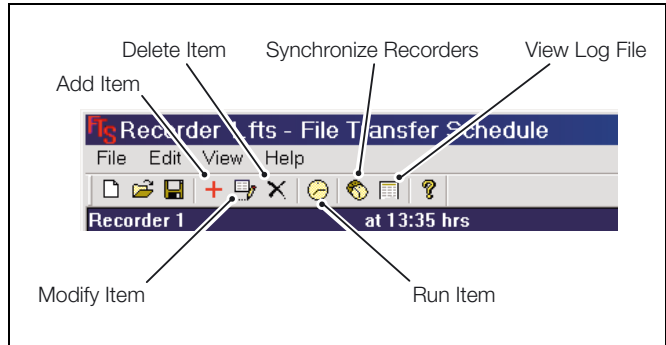 Delete Item
Synchronize Recorders
View Log File
Add Item
FTS Recorder 1.fts - File Transfer Schedule
File Edit View Help
Recorder 1 at 13:35 hrs
Modify Item
Run Item